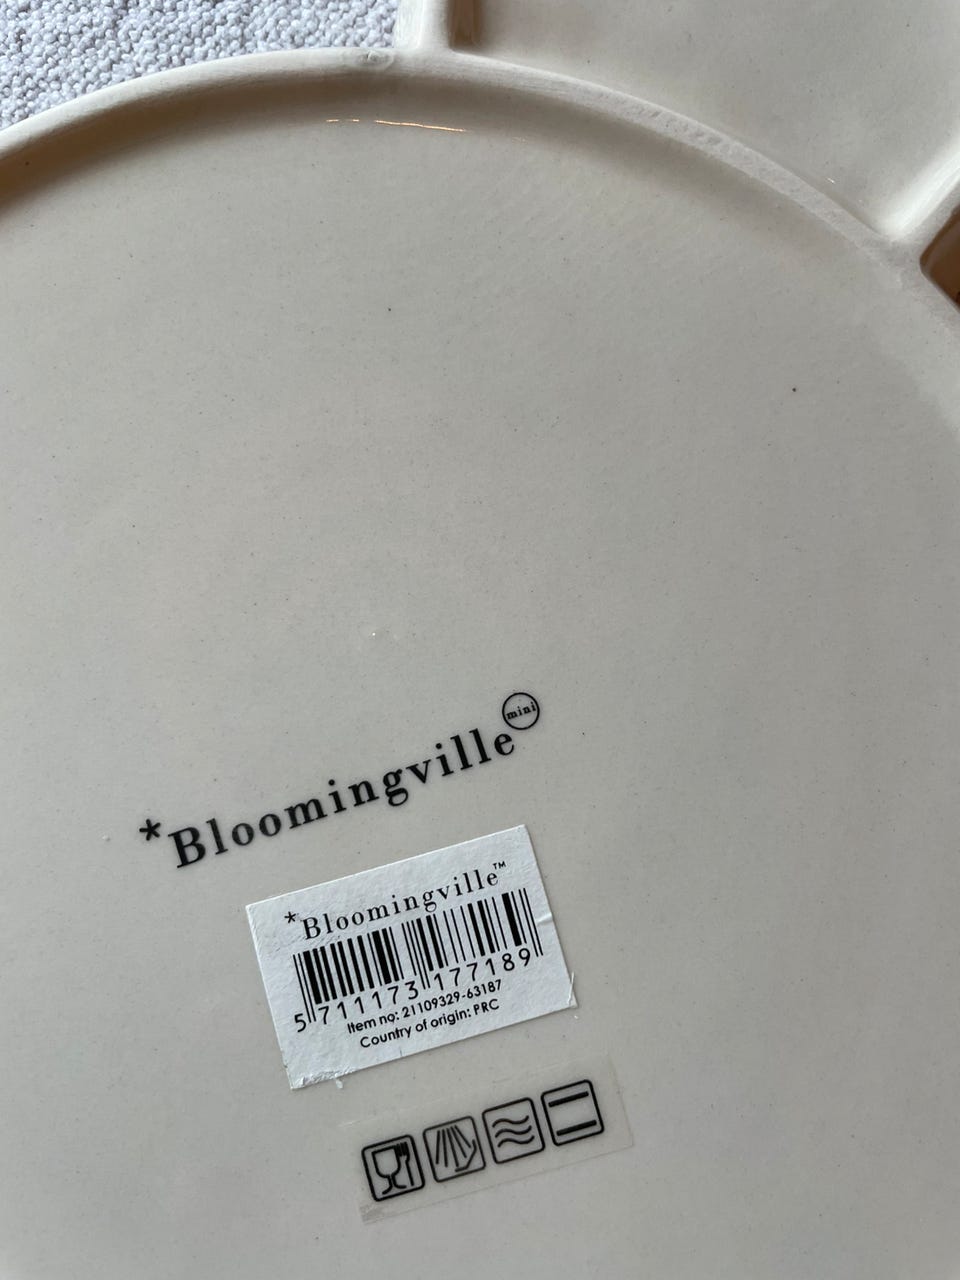 *Bloomingville mini
*Bloomingville™
5 711173 177189
Item no: 21109329-63187
Country of origin: PRC